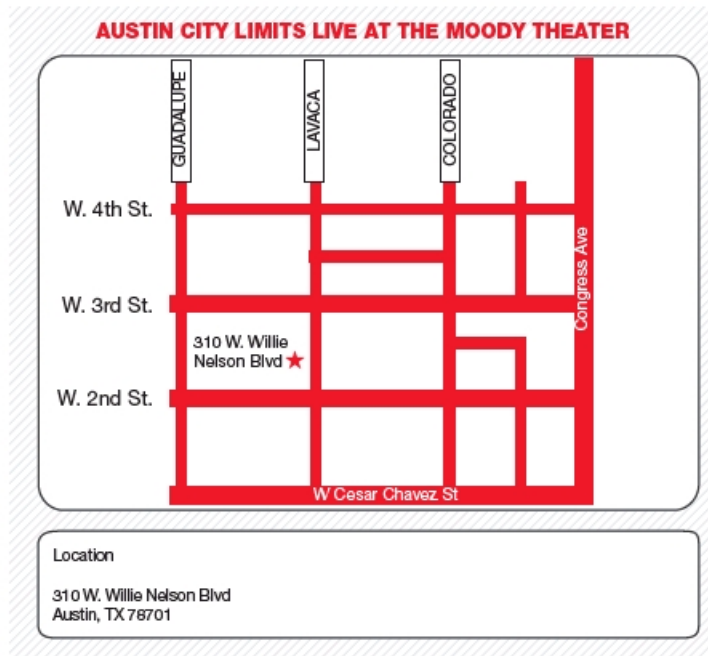 AUSTIN CITY LIMITS LIVE AT THE MOODY THEATER
GUADALUPE
LAVACA
COLORADO
W. 4th St.
Congress Ave
W. 3rd St.
310 W. Willie
Nelson Blvd
W. 2nd St.
W Cesar Chavez St
Location
310 W. Willie Nelson Blvd
Austin, TX 78701